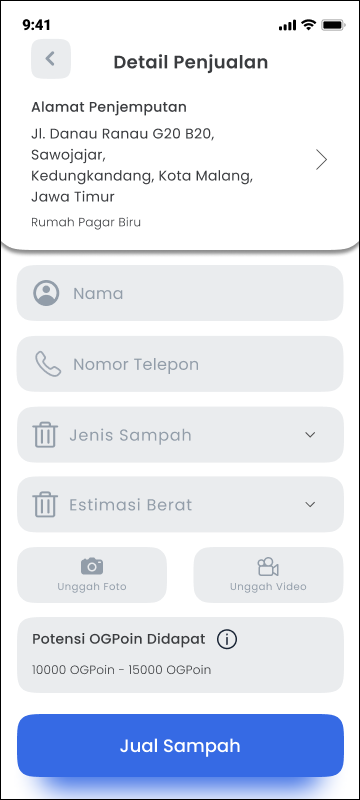 9:41
Detail Penjualan
Alamat Penjemputan
Jl. Danau Ranau G20 B20,
Sawojajar,
Kedungkandang, Kota Malang,
Jawa Timur
Rumah Pagar Biru
Nama
Nomor Telepon
Jenis Sampah
Estimasi Berat
Unggah Foto
Unggah Video
Potensi OGPoin Didapat
10000 OGPoin - 15000 OGPoin
Jual Sampah